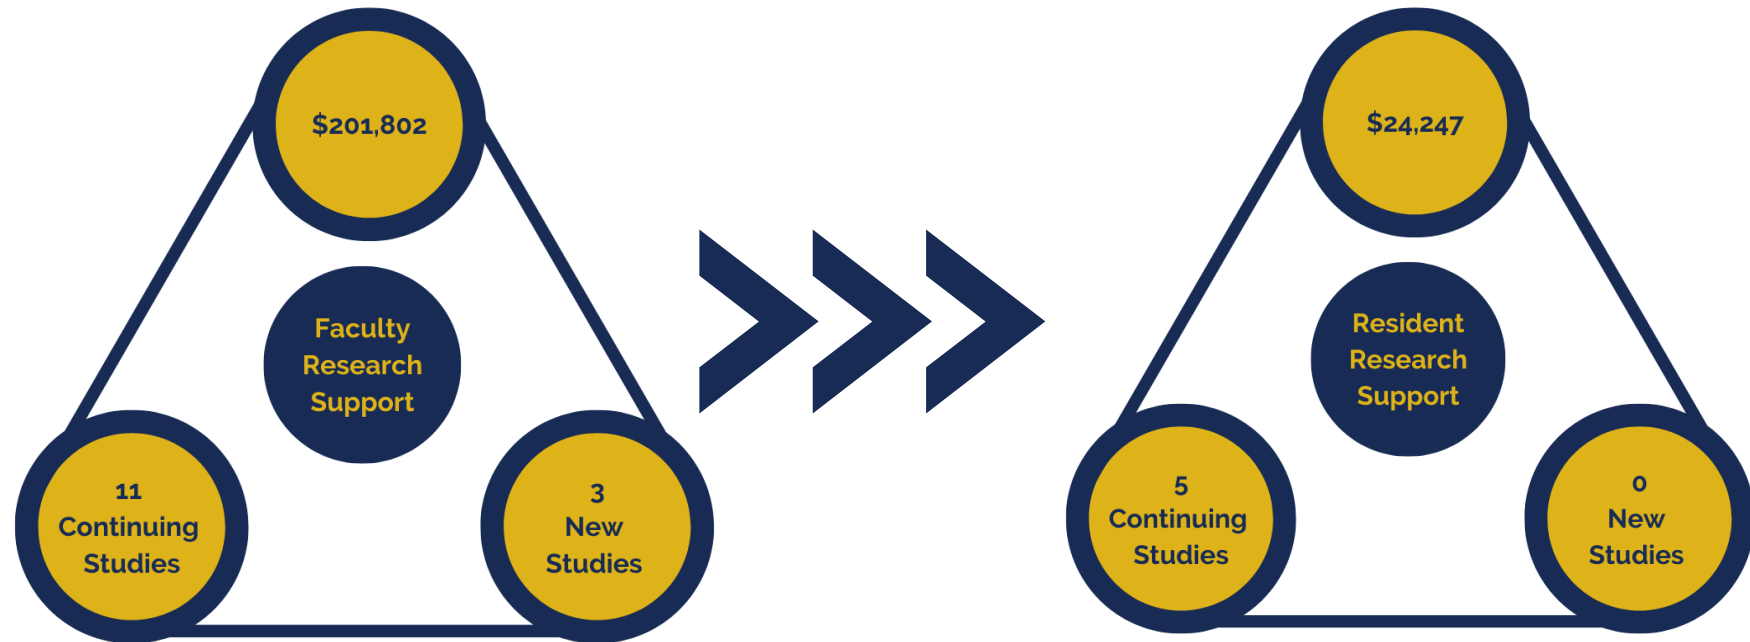 $201,802
Faculty
Research
Support
11
Continuing
Studies
3
New
Studies
$24,247
Resident
Research
Support
5
Continuing
Studies
0
New
Studies